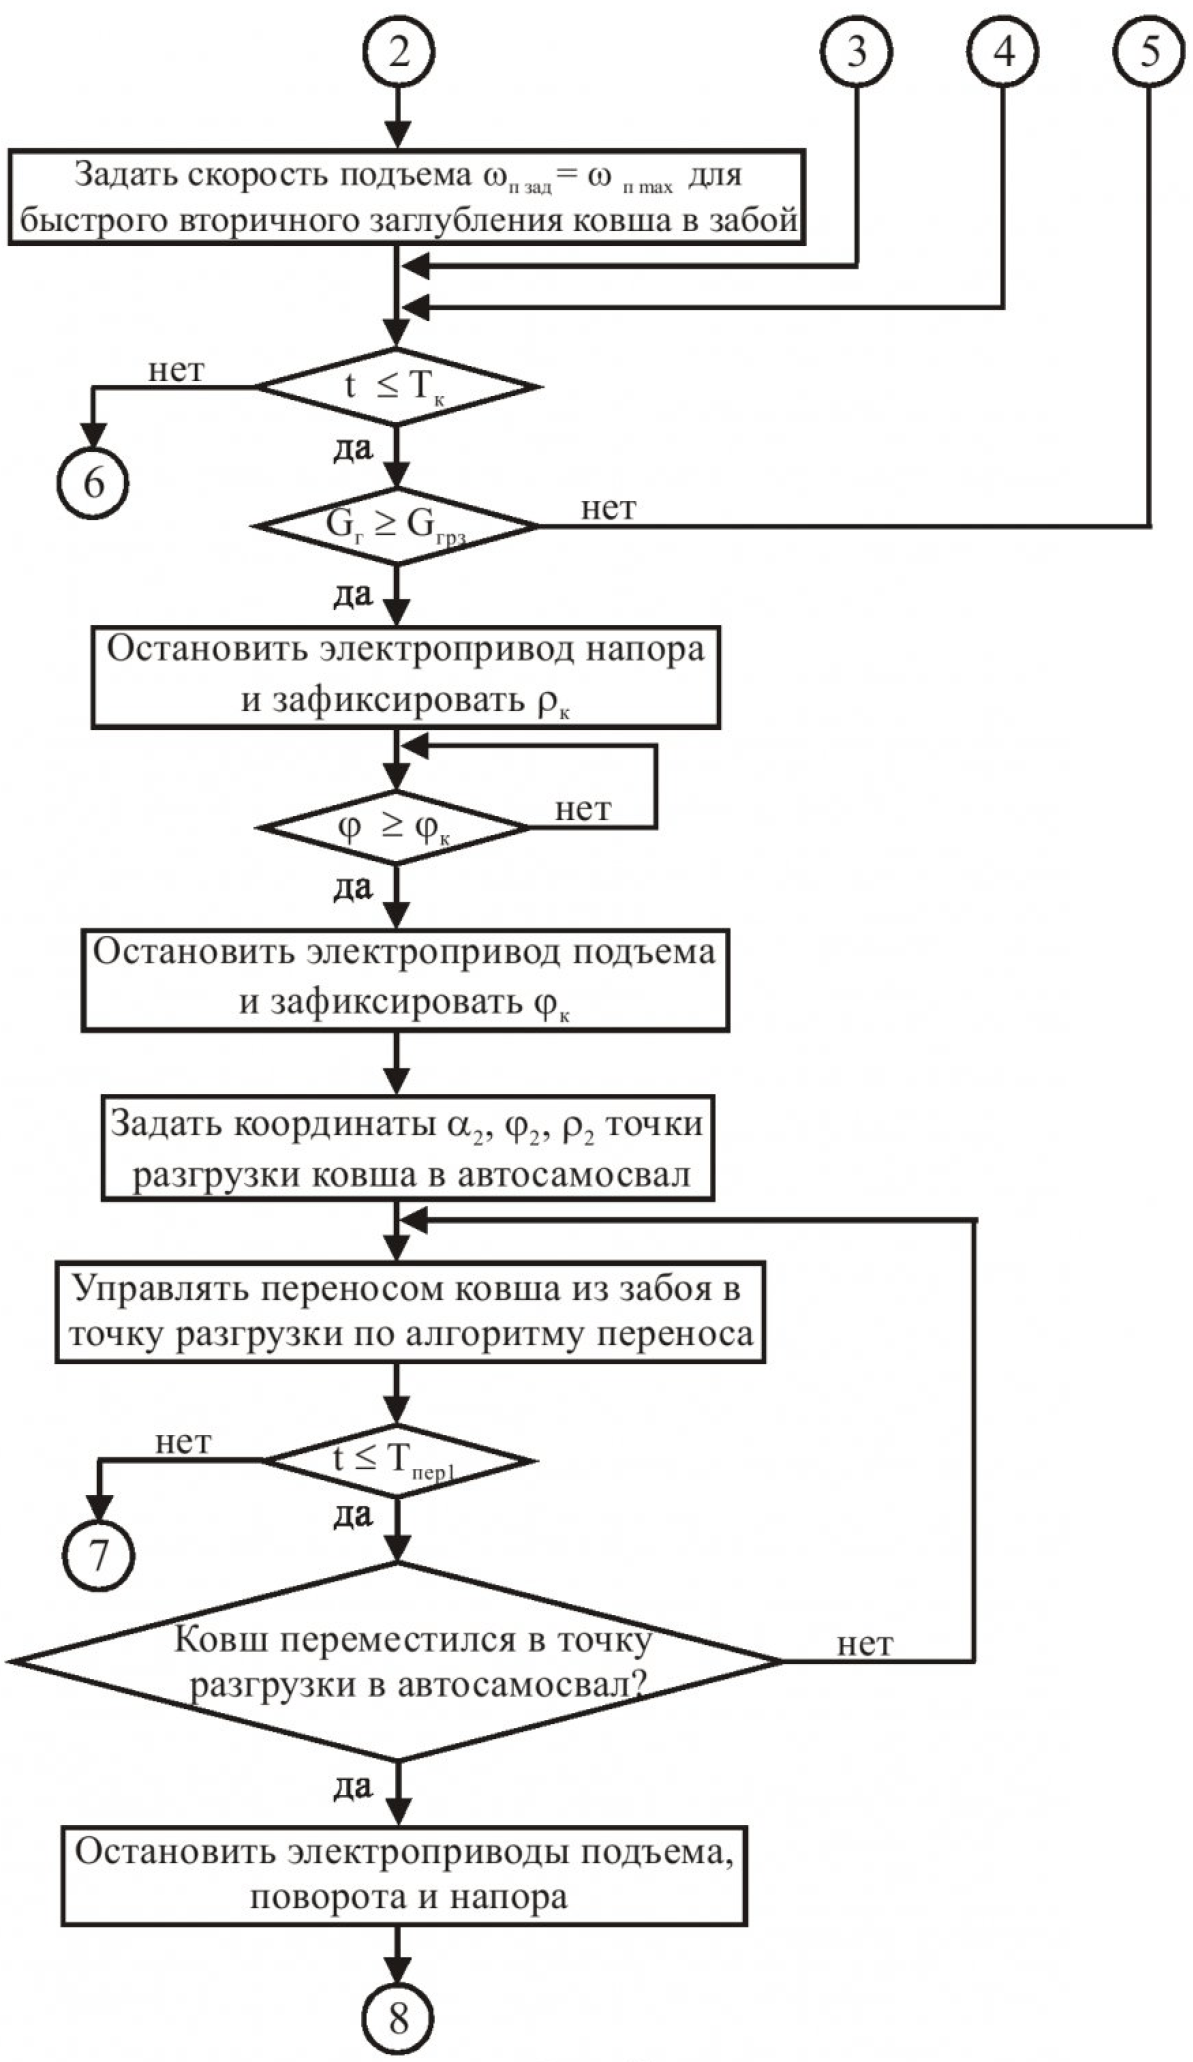 2
3
4
5
Задать скорость подъема ωп зад = ω п max для
быстрого вторичного заглубления ковша в забой
нет
t ≤ Tк
6
да
Gг ≥ Gгрз
нет
да
Остановить электропривод напора
и зафиксировать ρк
φ ≥ φк
нет
да
Остановить электропривод подъема
и зафиксировать φк
Задать координаты α2, φ2, ρ2 точки
разгрузки ковша в автосамосвал
Управлять переносом ковша из забоя в
точку разгрузки по алгоритму переноса
нет
t ≤ Tпер1
7
да
Ковш переместился в точку
разгрузки в автосамосвал?
нет
да
Остановить электроприводы подъема,
поворота и напора
8